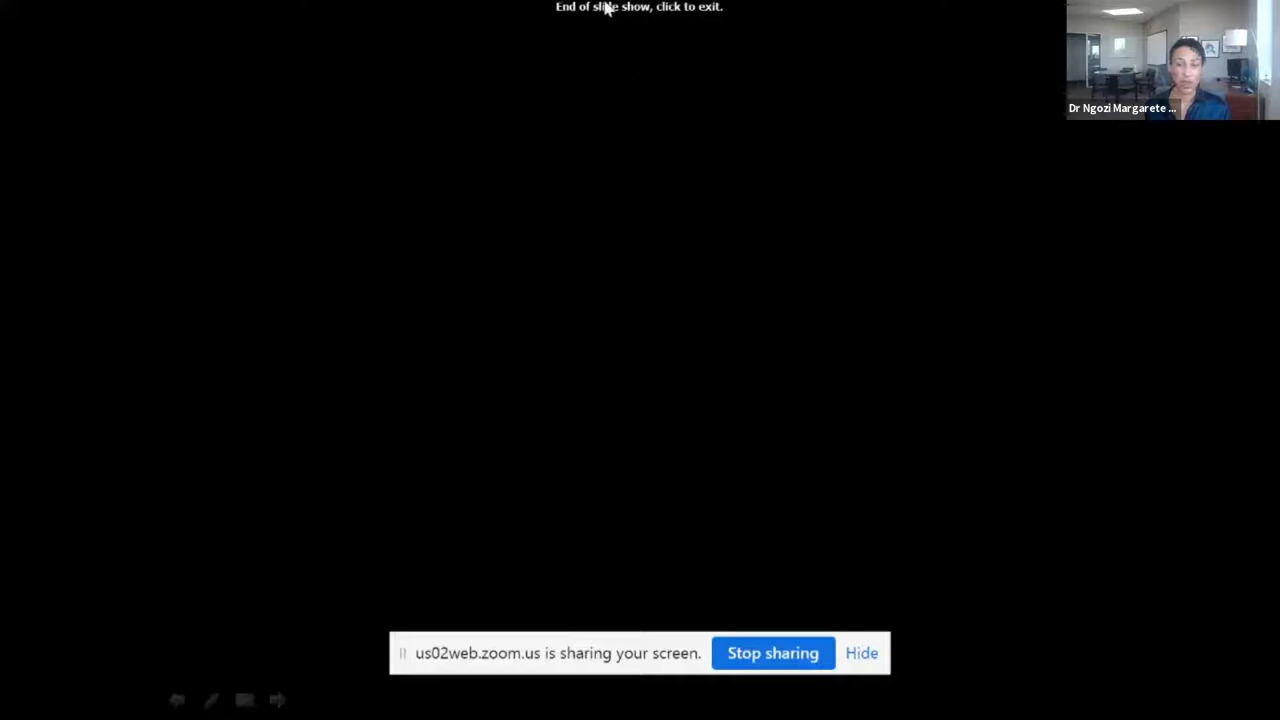 End of slide show, click to exit.
Dr Ngozi Margarete ...
us02web.zoom.us is sharing your screen.
Stop sharing
Hide